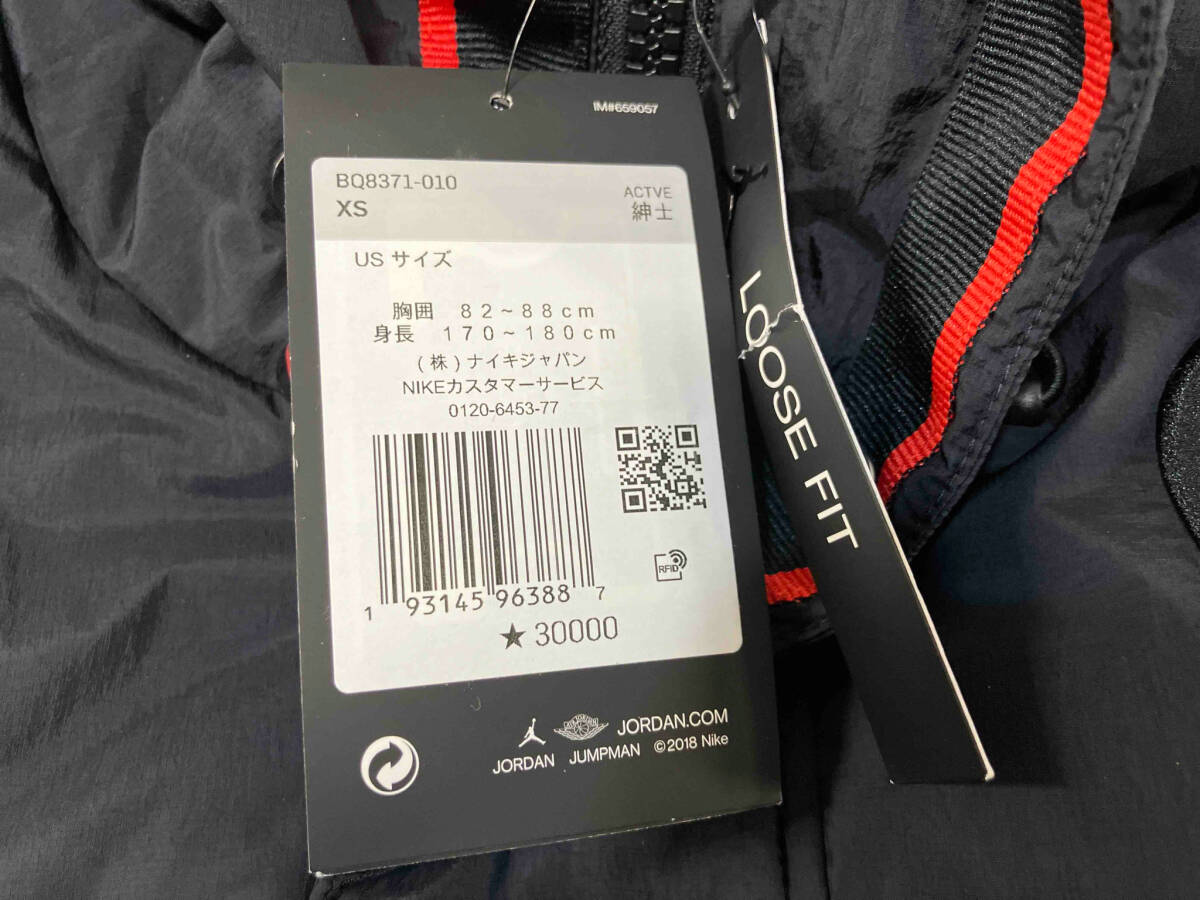 IM#659057
BQ8371-010
XS
ACTVE
紳士
US サイズ
胸囲 82~88cm
身長 170~180cm
(株)ナイキジャパン
NIKEカスタマーサービス
0120-6453-77
RFID
1 93145 96388 7
★30000
JORDAN.COM
JORDAN JUMPMAN ©2018 Nike
LOOSE FIT